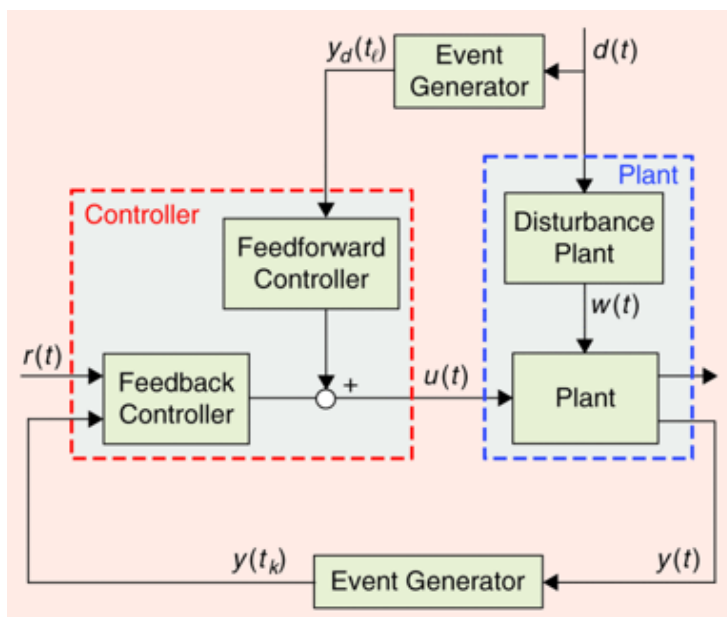 y_d(t_ℓ)
Event
Generator
d(t)
Plant
Controller
Feedforward
Controller
Disturbance
Plant
w(t)
r(t)
Feedback
Controller
+
u(t)
Plant
y(t_k)
Event Generator
y(t)